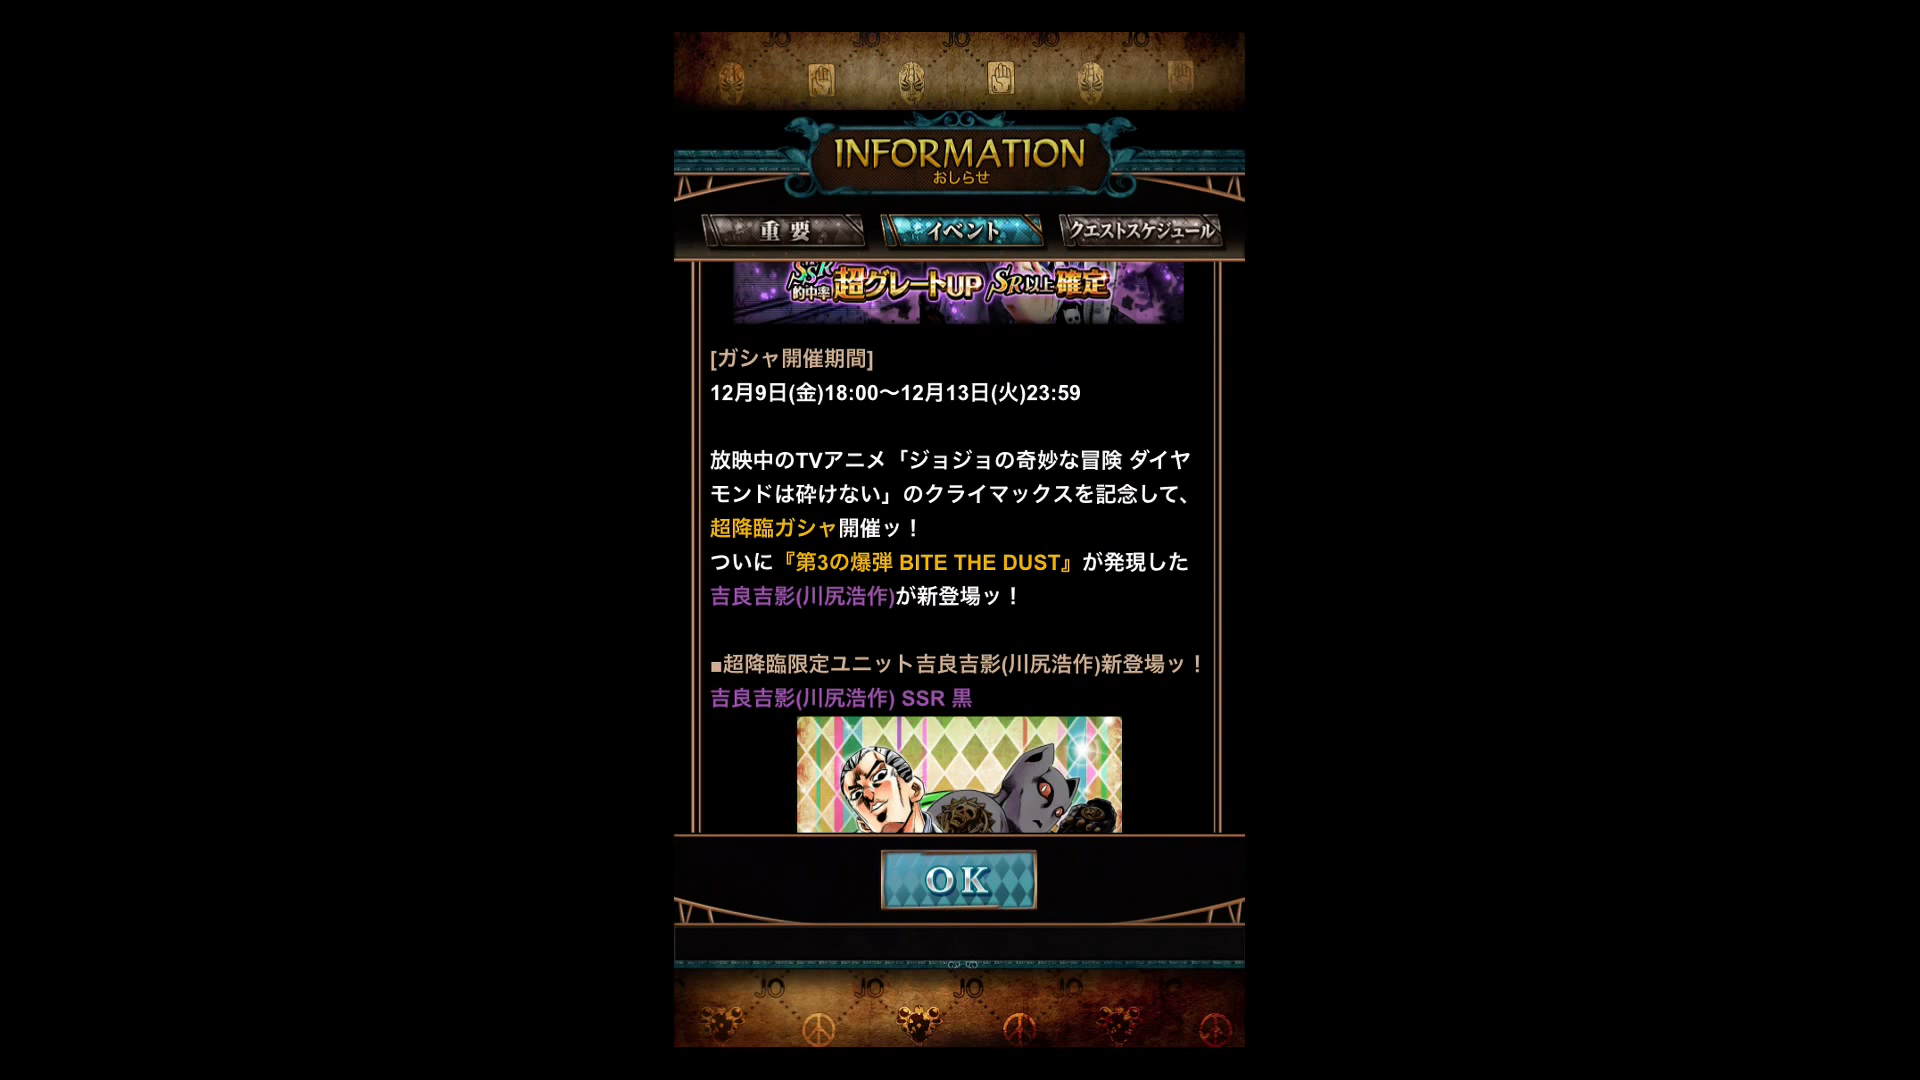 JO JO JO JO JO
INFORMATION
おしらせ
重要 イベント クエストスケジュール
SSR
的中率 超グレートUP SR以上確定
[ガシャ開催期間]
12月9日(金)18:00〜12月13日(火)23:59
放映中のTVアニメ「ジョジョの奇妙な冒険 ダイヤ
モンドは砕けない」のクライマックスを記念して、
超降臨ガシャ開催ッ！
ついに『第3の爆弾 BITE THE DUST』が発現した
吉良吉影(川尻浩作)が新登場ッ！
■超降臨限定ユニット吉良吉影(川尻浩作)新登場ッ！
吉良吉影(川尻浩作) SSR 黒
OK
JO JO JO JO